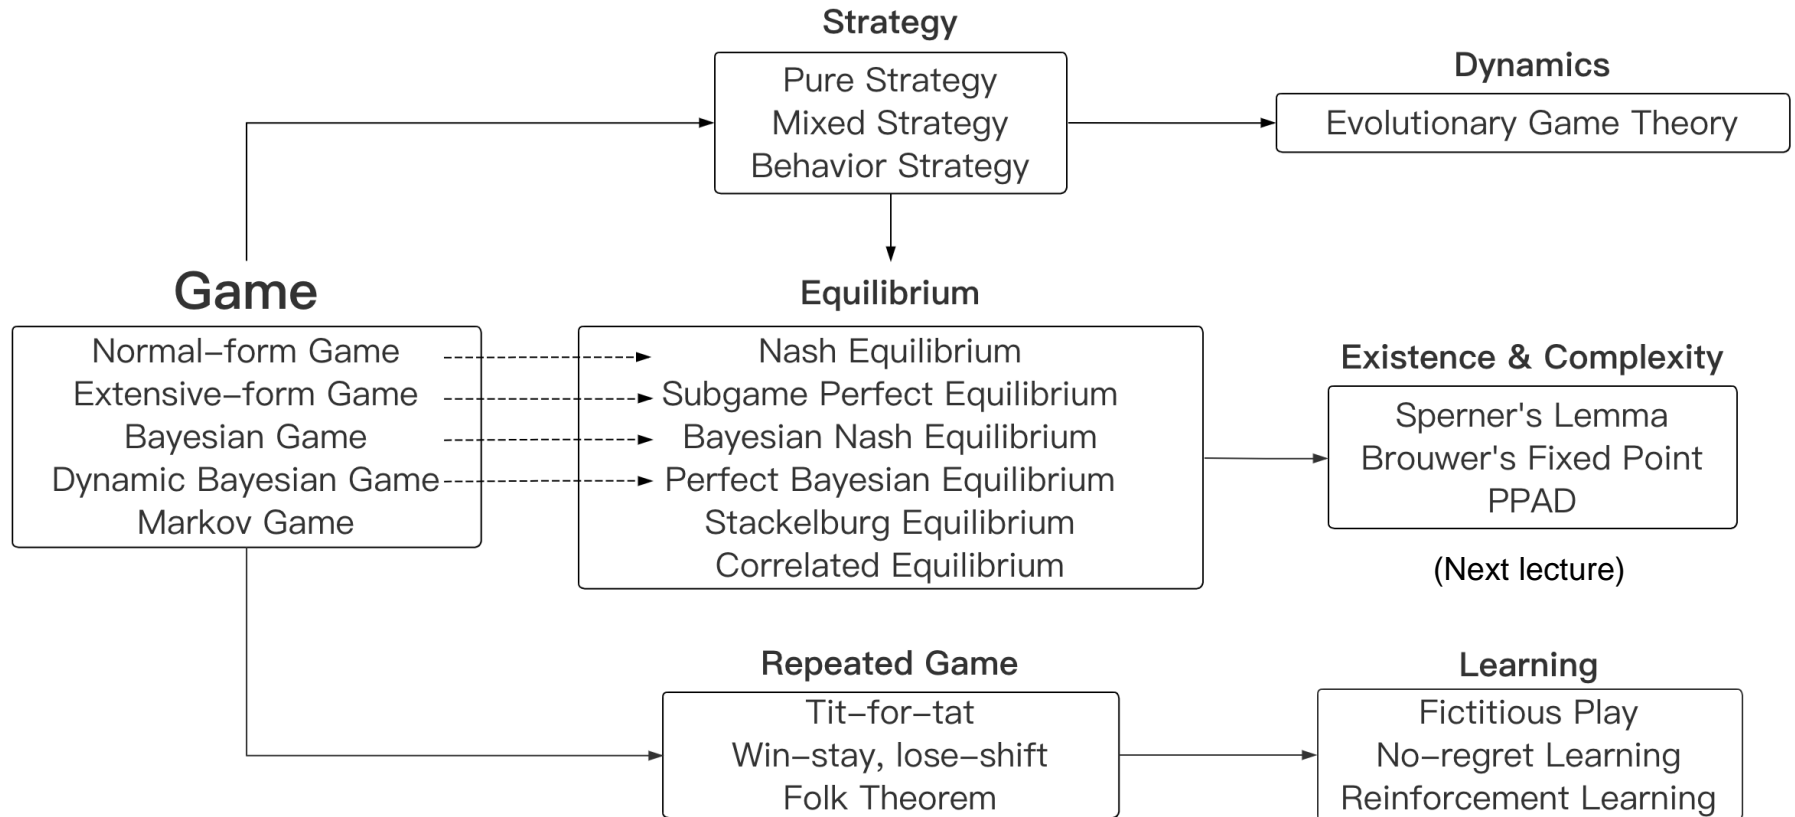 Strategy
Pure Strategy
Mixed Strategy
Behavior Strategy
Dynamics
Evolutionary Game Theory
Game
Normal–form Game
Extensive–form Game
Bayesian Game
Dynamic Bayesian Game
Markov Game
Equilibrium
Nash Equilibrium
Subgame Perfect Equilibrium
Bayesian Nash Equilibrium
Perfect Bayesian Equilibrium
Stackelburg Equilibrium
Correlated Equilibrium
Existence & Complexity
Sperner's Lemma
Brouwer's Fixed Point
PPAD
(Next lecture)
Repeated Game
Tit–for–tat
Win–stay, lose–shift
Folk Theorem
Learning
Fictitious Play
No–regret Learning
Reinforcement Learning